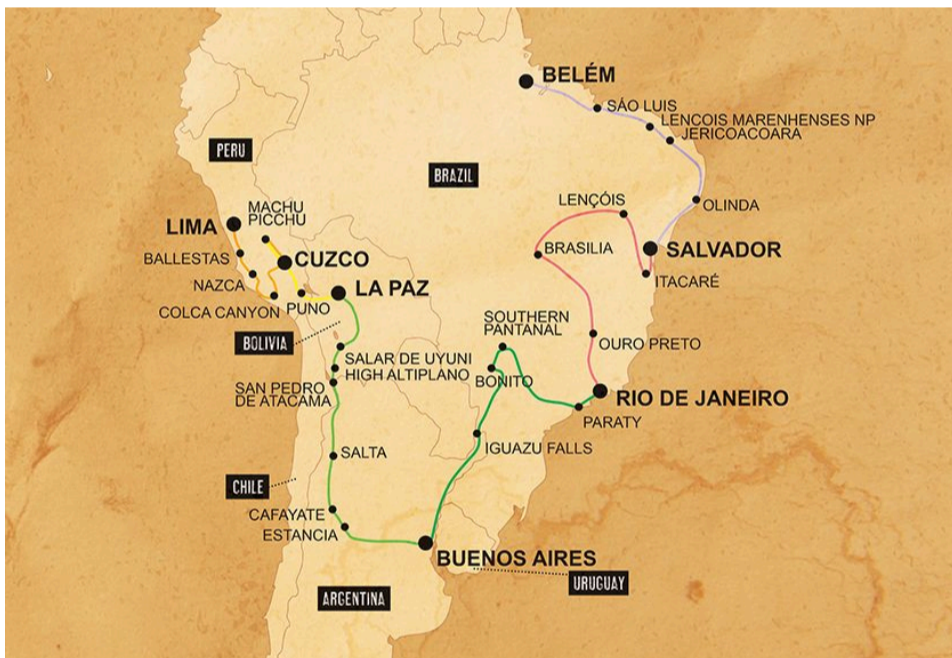 BELÉM
SÁO LUIS
LENCOIS MARENHENSES NP
JERICOACOARA
PERU
BRAZIL
MACHU
PICCHU
LENÇÓIS
OLINDA
LIMA
BALLESTAS
CUZCO
BRASILIA
SALVADOR
NAZCA
ITACARÉ
COLCA CANYON
PUNO
LA PAZ
BOLIVIA
SOUTHERN
PANTANAL
OURO PRETO
SALAR DE UYUNI
HIGH ALTIPLANO
BONITO
SAN PEDRO
DE ATACAMA
RIO DE JANEIRO
PARATY
SALTA
IGUAZU FALLS
CHILE
CAFAYATE
ESTANCIA
BUENOS AIRES
URUGUAY
ARGENTINA